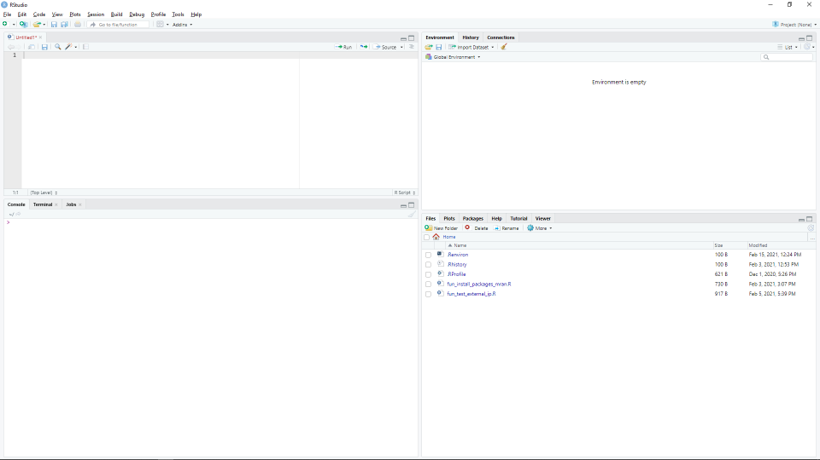 RStudio
File Edit Code View Plots Session Build Debug Profile Tools Help
Go to file/function Addins
Project: (None)
Untitled1*
Run Source
1
1:1 (Top Level) R Script
Console Terminal Jobs
~/
>
Environment History Connections
Import Dataset List
Global Environment
Environment is empty
Files Plots Packages Help Tutorial Viewer
New Folder Delete Rename More
Home
Name Size Modified
.Renviron 100 B Feb 15, 2021, 12:24 PM
.Rhistory 100 B Feb 3, 2021, 12:53 PM
.RProfile 621 B Dec 1, 2020, 5:26 PM
fun_install_packages_mran.R 730 B Feb 3, 2021, 3:07 PM
fun_test_external_ip.R 917 B Feb 5, 2021, 5:39 PM